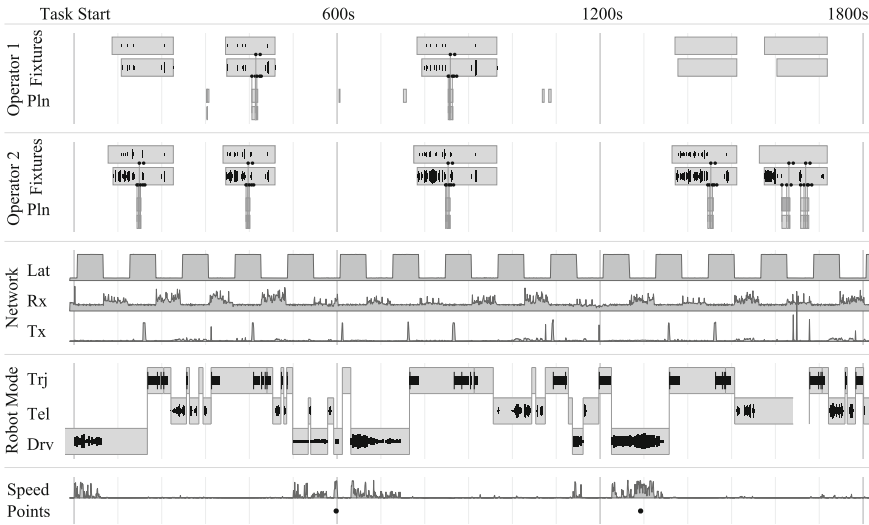 Task Start 600s 1200s 1800s
Operator 1
Fixtures
Pln
Operator 2
Fixtures
Pln
Network
Lat
Rx
Tx
Robot Mode
Trj
Tel
Drv
Speed
Points